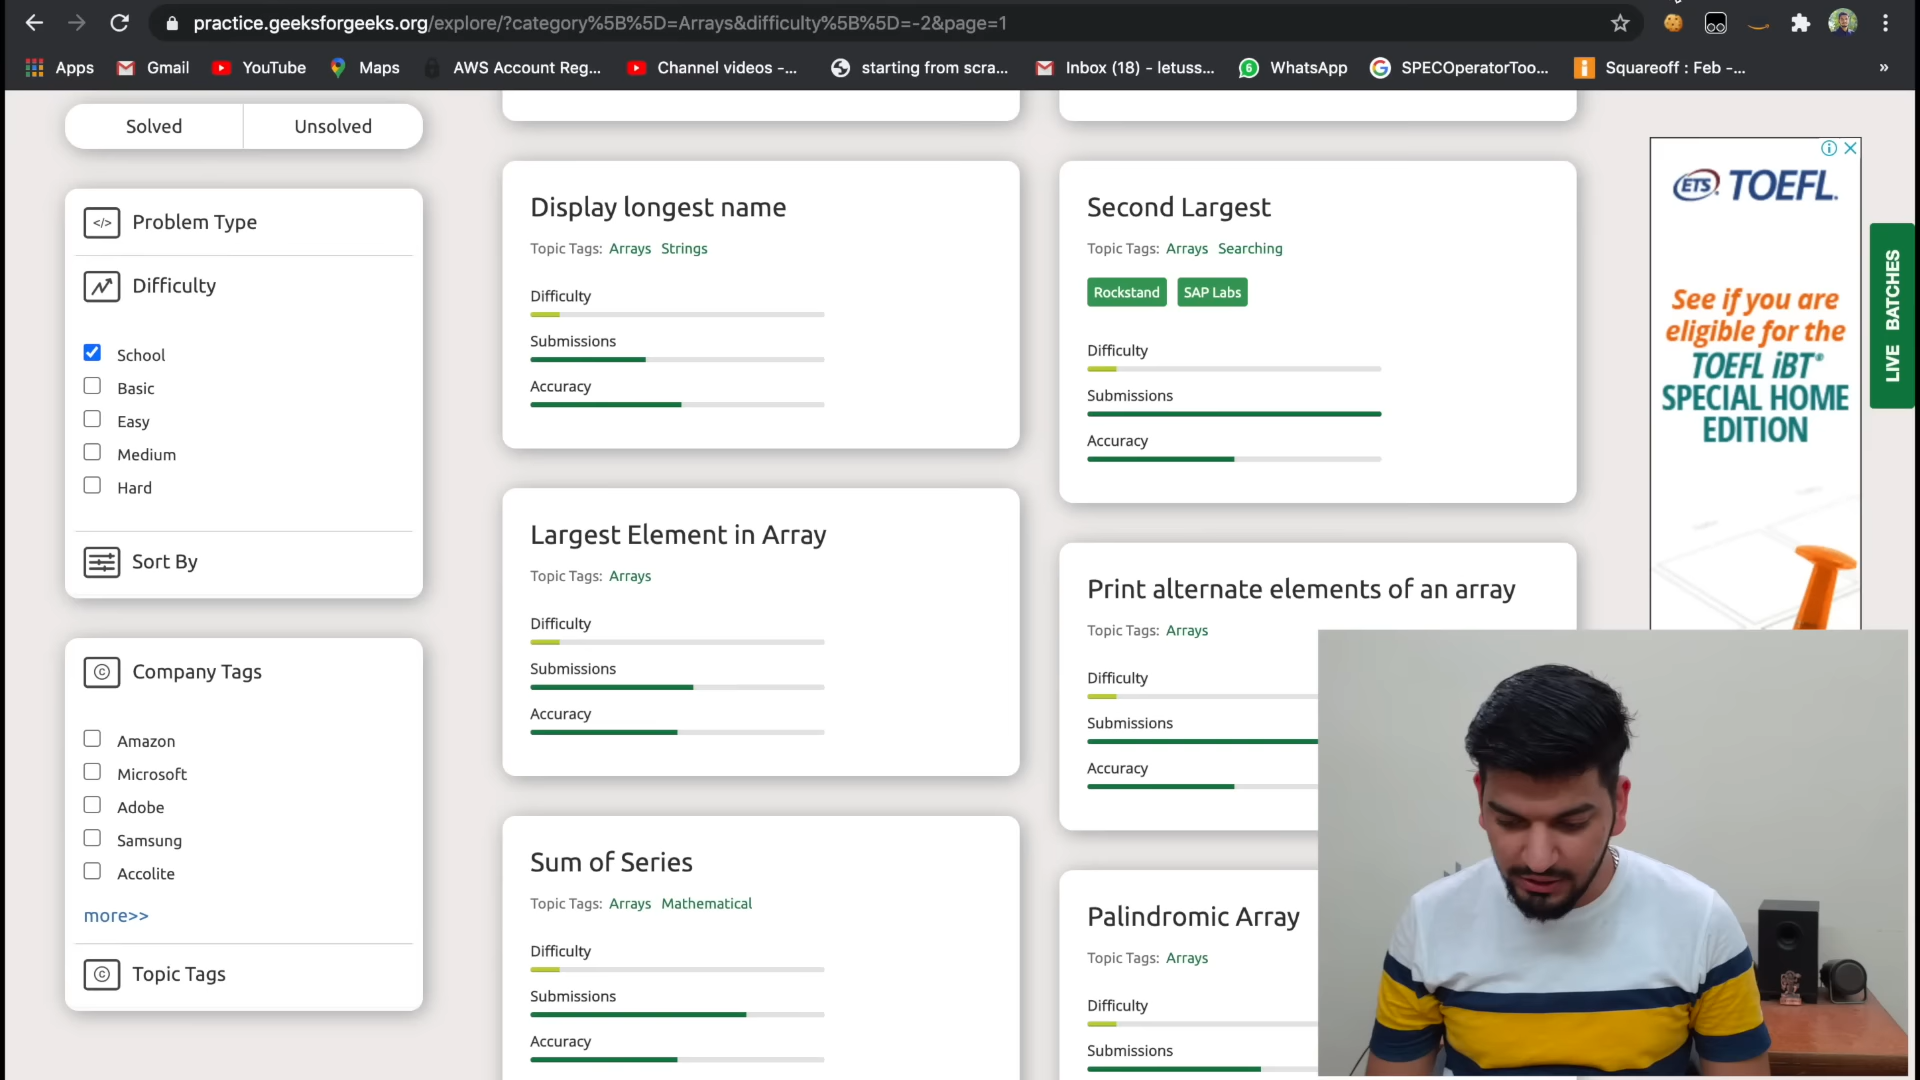 practice.geeksforgeeks.org/explore/?category%5B%5D=Arrays&difficulty%5B%5D=-2&page=1
Apps Gmail YouTube Maps AWS Account Reg... Channel videos -... starting from scra... Inbox (18) - letuss... 6 WhatsApp SPECOperatorToo... Squareoff : Feb -... »
Solved Unsolved
</> Problem Type
Difficulty
School
Basic
Easy
Medium
Hard
Sort By
Company Tags
Amazon
Microsoft
Adobe
Samsung
Accolite
more>>
Topic Tags
Display longest name
Topic Tags: Arrays Strings
Difficulty
Submissions
Accuracy
Second Largest
Topic Tags: Arrays Searching
Rockstand SAP Labs
Difficulty
Submissions
Accuracy
Largest Element in Array
Topic Tags: Arrays
Difficulty
Submissions
Accuracy
Print alternate elements of an array
Topic Tags: Arrays
Difficulty
Submissions
Accuracy
Sum of Series
Topic Tags: Arrays Mathematical
Difficulty
Submissions
Accuracy
Palindromic Array
Topic Tags: Arrays
Difficulty
Submissions
ETS TOEFL.
See if you are
eligible for the
TOEFL iBT®
SPECIAL HOME
EDITION
LIVE BATCHES